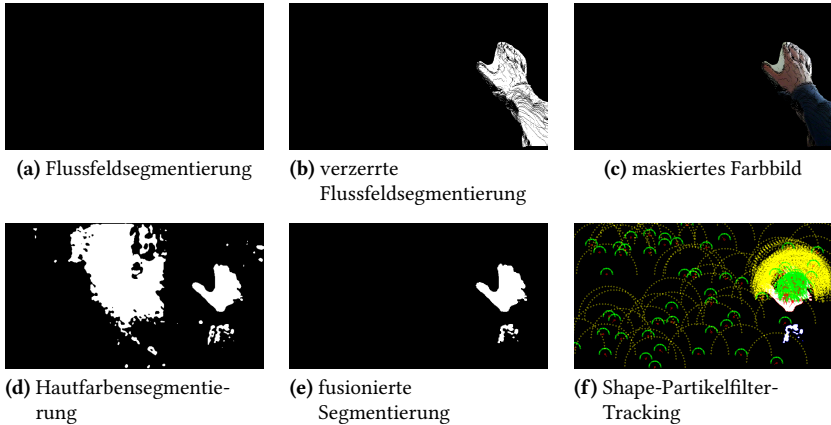 (a) Flussfeldsegmentierung
(b) verzerrte
Flussfeldsegmentierung
(c) maskiertes Farbbild
(d) Hautfarbensegmentie-
rung
(e) fusionierte
Segmentierung
(f) Shape-Partikelfilter-
Tracking